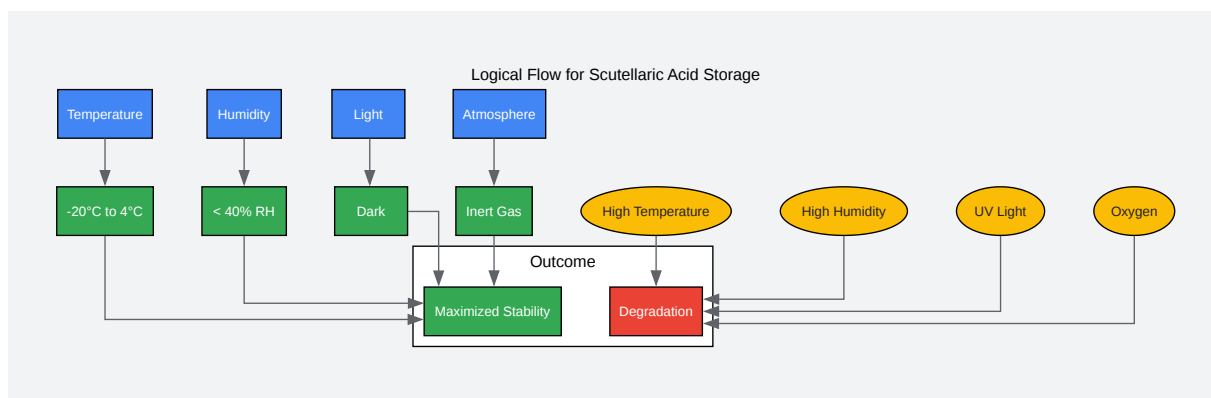 Logical Flow for Scutellaric Acid Storage
Temperature
Humidity
Light
Atmosphere
-20°C to 4°C
< 40% RH
Dark
Inert Gas
High Temperature
High Humidity
UV Light
Oxygen
Outcome
Maximized Stability
Degradation